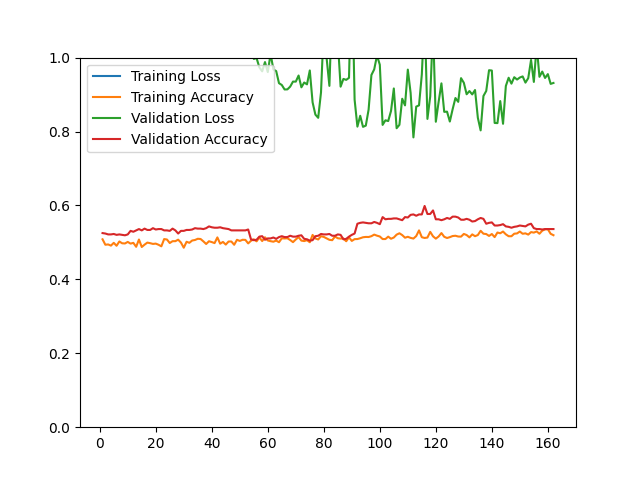 1.0
0.8
0.6
0.4
0.2
0.0
Training Loss
Training Accuracy
Validation Loss
Validation Accuracy
0 20 40 60 80 100 120 140 160